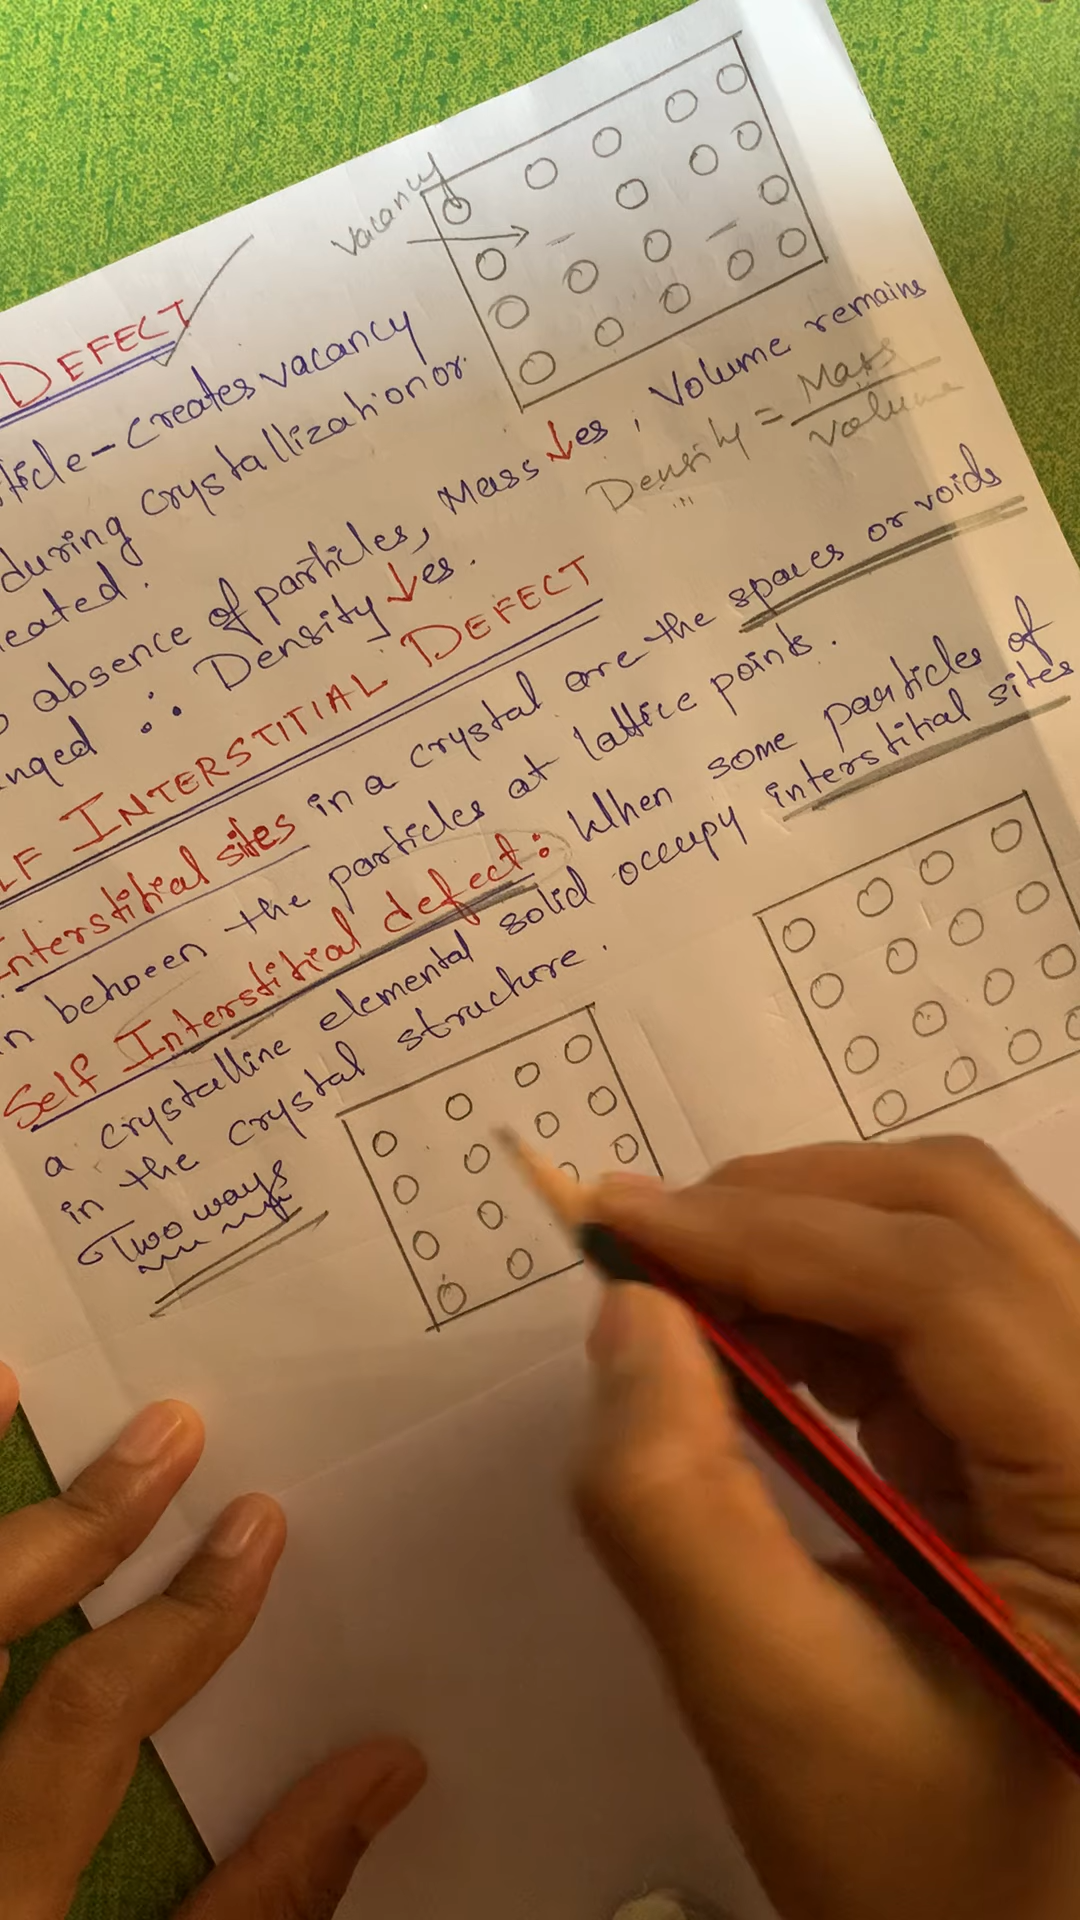 vacancy
DEFECT
ticle - creates vacancy
during crystallization or
eated.
absence of particles, Mass ↓es, Volume remains
nged ∴ Density ↓es.
Density = Mass
Volume
LF INTERSTITIAL DEFECT
Interstitial sites in a crystal are the spaces or voids
in between the particles at lattice points.
Self Interstitial defect: When some particles of
a crystalline elemental solid occupy interstitial sites
in the crystal structure.
Two ways